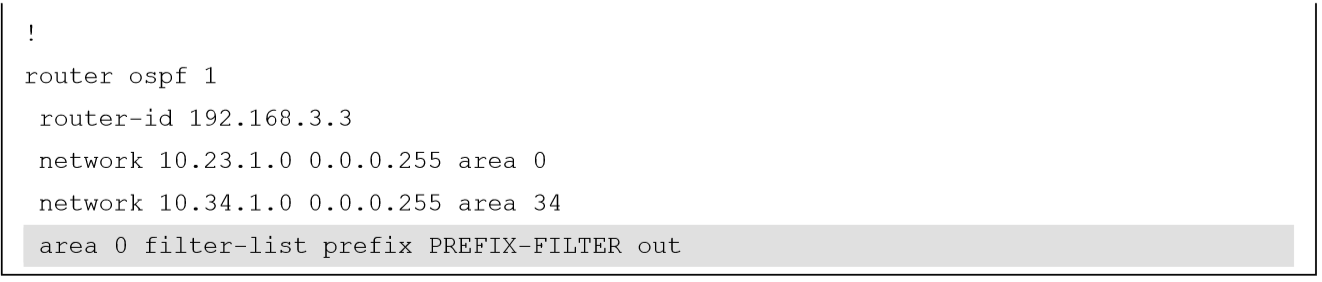 !
router ospf 1
router-id 192.168.3.3
network 10.23.1.0 0.0.0.255 area 0
network 10.34.1.0 0.0.0.255 area 34
area 0 filter-list prefix PREFIX-FILTER out